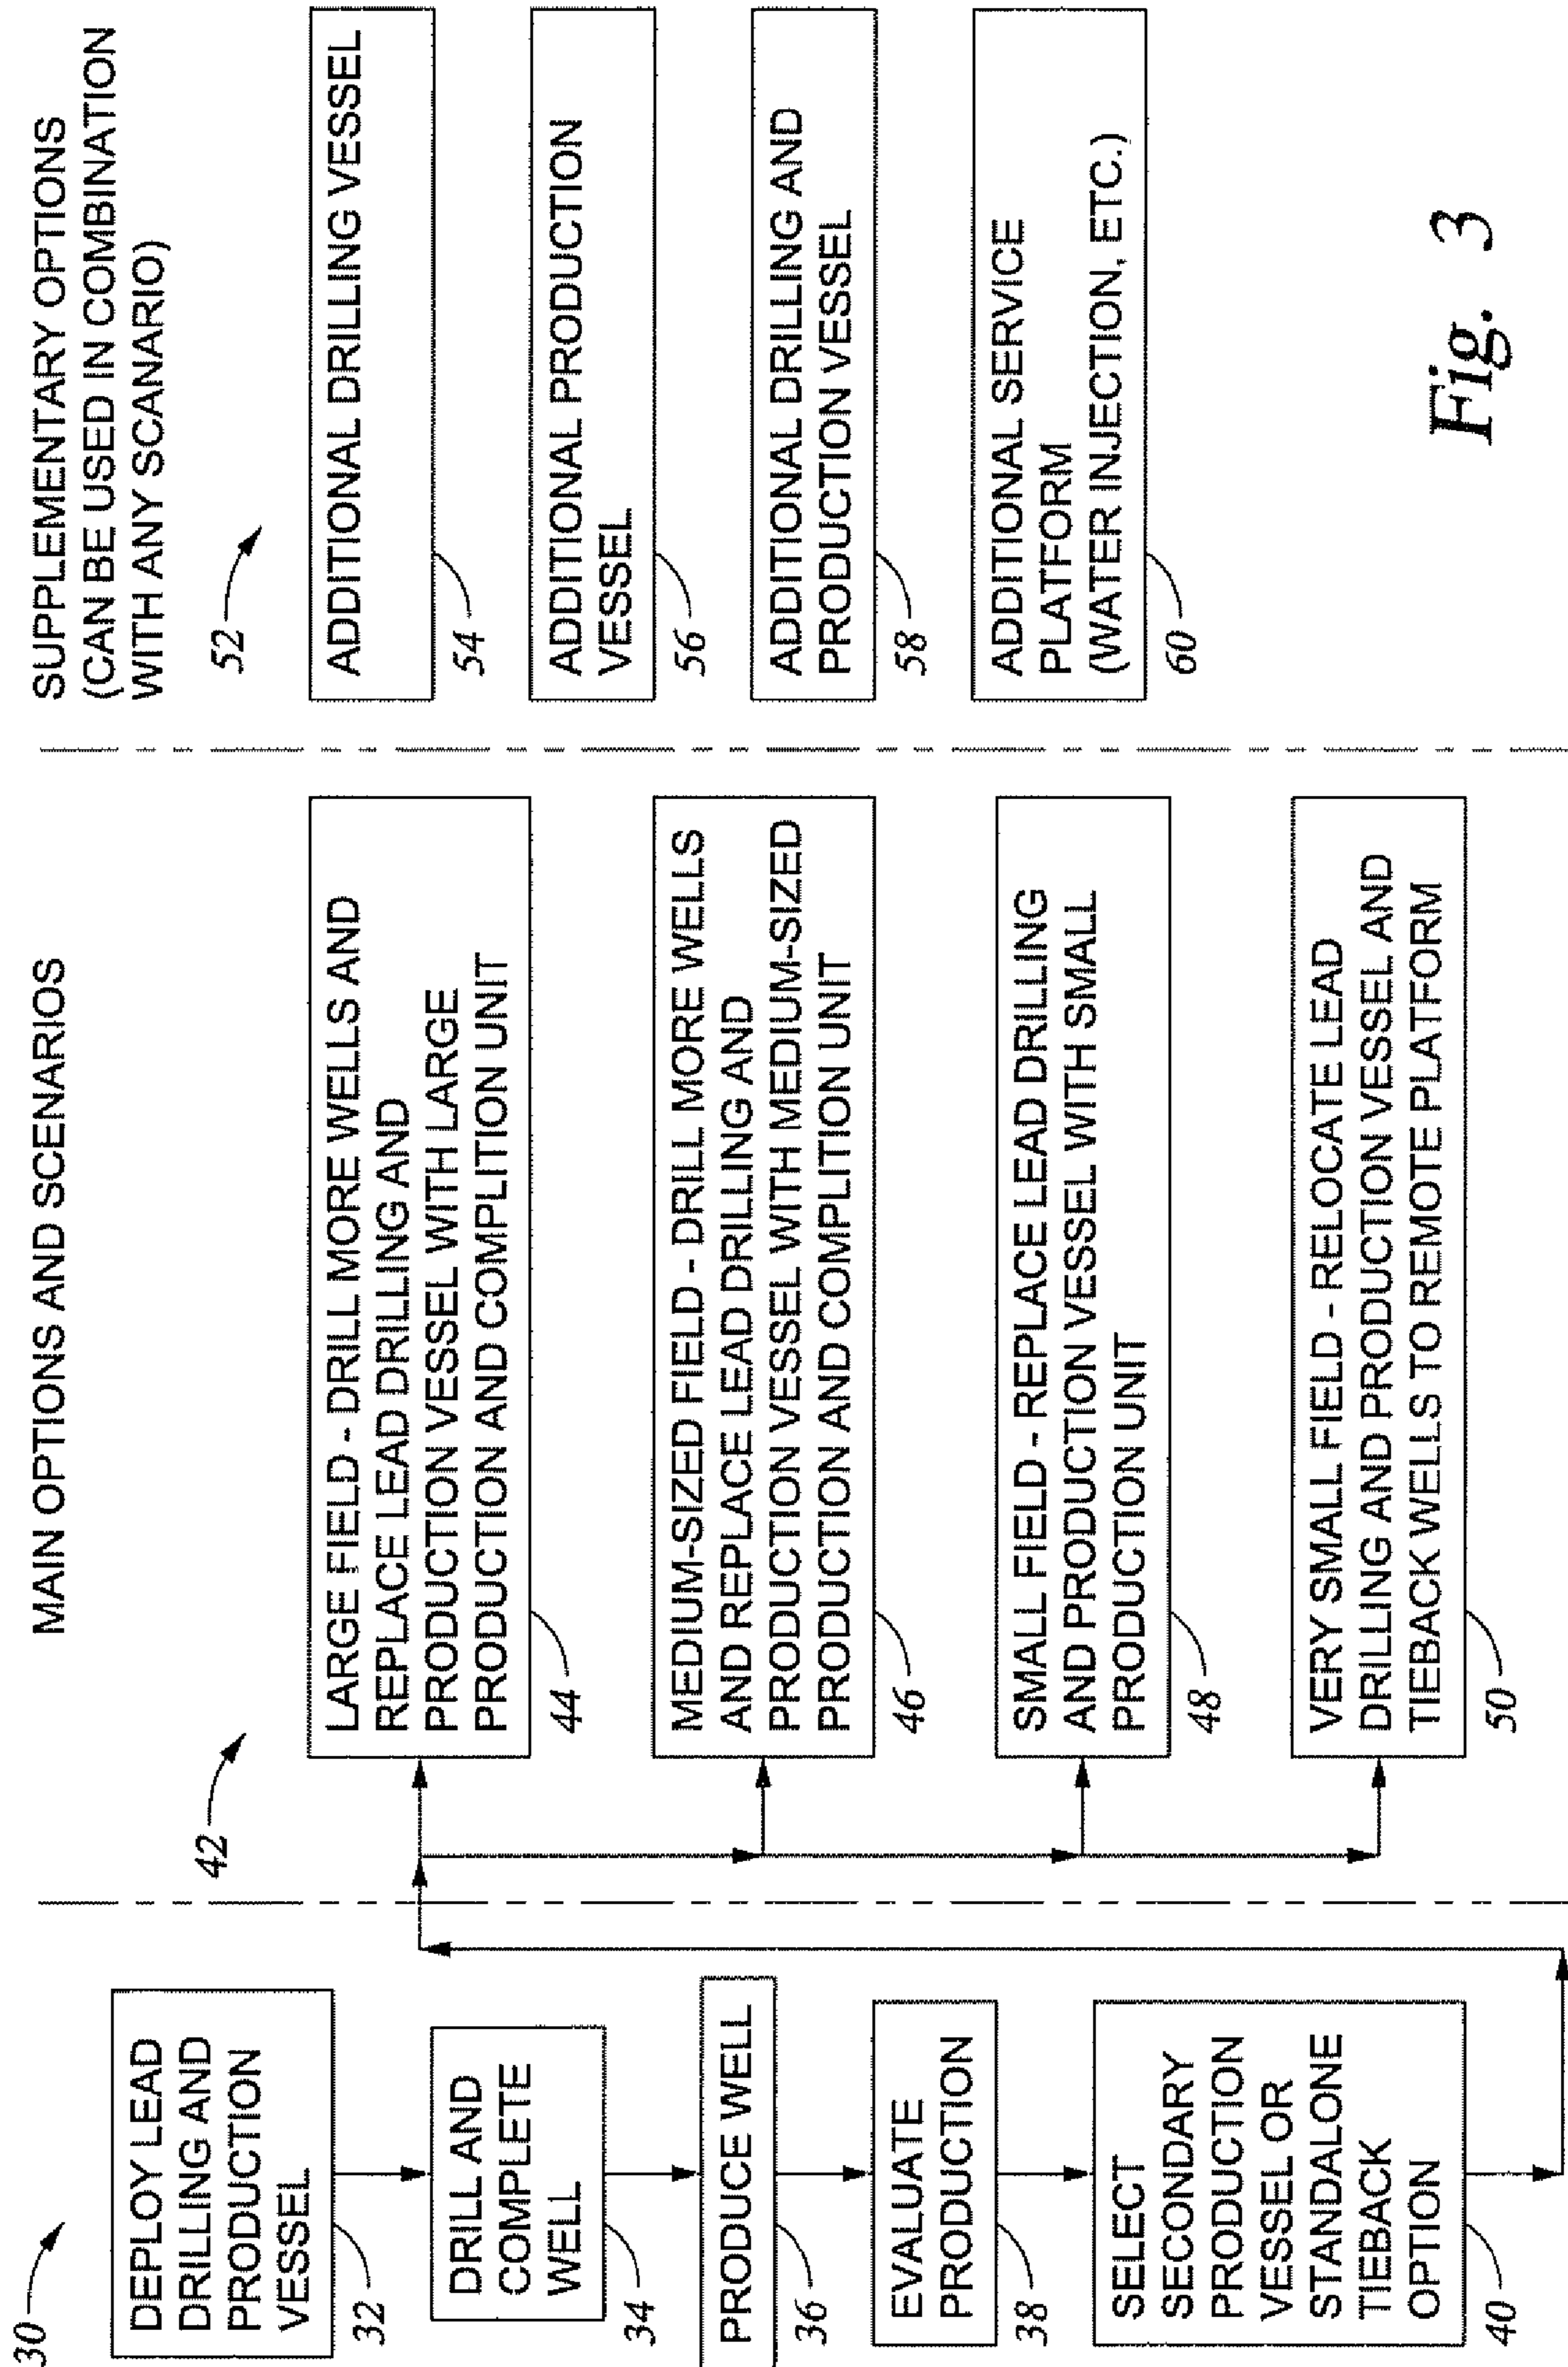 30
DEPLOY LEAD
DRILLING AND
PRODUCTION
VESSEL
32
DRILL AND
COMPLETE
WELL
34
PRODUCE WELL
36
EVALUATE
PRODUCTION
38
SELECT
SECONDARY
PRODUCTION
VESSEL OR
STANDALONE
TIEBACK
OPTION
40
MAIN OPTIONS AND SCENARIOS
42
LARGE FIELD - DRILL MORE WELLS AND
REPLACE LEAD DRILLING AND
PRODUCTION VESSEL WITH LARGE
PRODUCTION AND COMPLITION UNIT
44
MEDIUM-SIZED FIELD - DRILL MORE WELLS
AND REPLACE LEAD DRILLING AND
PRODUCTION VESSEL WITH MEDIUM-SIZED
PRODUCTION AND COMPLITION UNIT
46
SMALL FIELD - REPLACE LEAD DRILLING
AND PRODUCTION VESSEL WITH SMALL
PRODUCTION UNIT
48
VERY SMALL FIELD - RELOCATE LEAD
DRILLING AND PRODUCTION VESSEL AND
TIEBACK WELLS TO REMOTE PLATFORM
50
SUPPLEMENTARY OPTIONS
(CAN BE USED IN COMBINATION
WITH ANY SCANARIO)
52
ADDITIONAL DRILLING VESSEL
54
ADDITIONAL PRODUCTION
VESSEL
56
ADDITIONAL DRILLING AND
PRODUCTION VESSEL
58
ADDITIONAL SERVICE
PLATFORM
(WATER INJECTION, ETC.)
60
Fig. 3